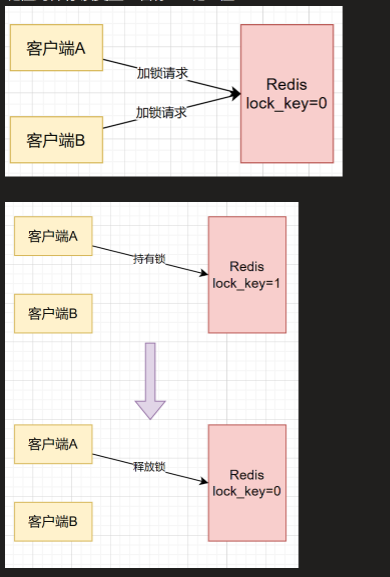 客户端A
加锁请求
Redis
lock_key=0
加锁请求
客户端B
客户端A
持有锁
Redis
lock_key=1
客户端B
客户端A
释放锁
Redis
lock_key=0
客户端B